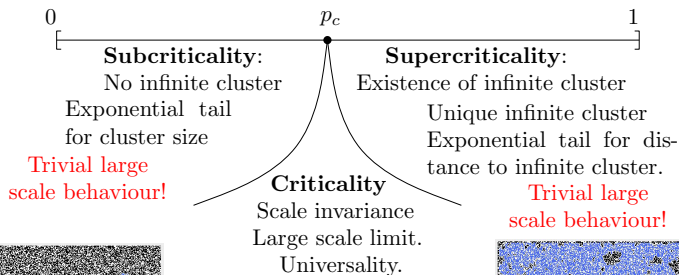 0
p_c
1
Subcriticality:
No infinite cluster
Exponential tail
for cluster size
Trivial large
scale behaviour!
Supercriticality:
Existence of infinite cluster
Unique infinite cluster
Exponential tail for dis-
tance to infinite cluster.
Trivial large
scale behaviour!
Criticality
Scale invariance
Large scale limit.
Universality.